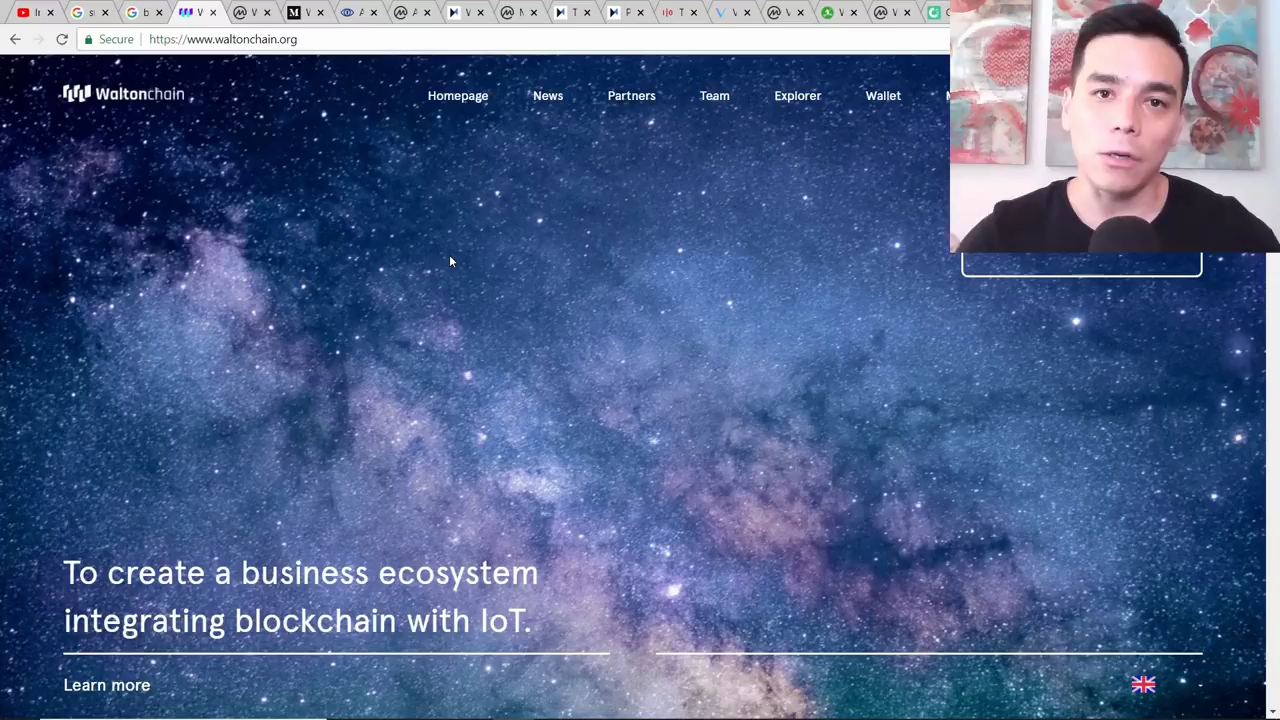 Secure
https://www.waltonchain.org
Waltonchain
Homepage
News
Partners
Team
Explorer
Wallet
To create a business ecosystem
integrating blockchain with IoT.
Learn more